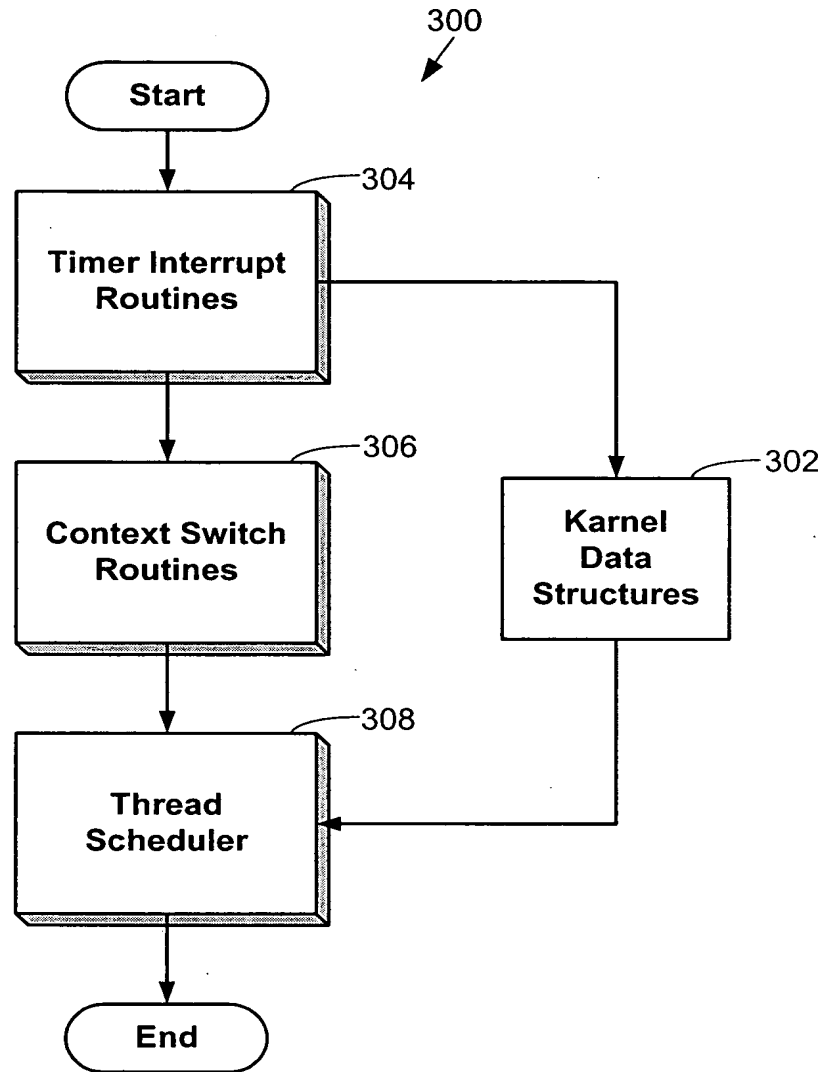 300
Start
304
Timer Interrupt
Routines
306
Context Switch
Routines
302
Karnel
Data
Structures
308
Thread
Scheduler
End